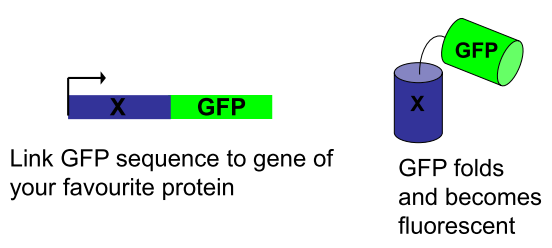 X GFP
Link GFP sequence to gene of
your favourite protein
GFP
X
GFP folds
and becomes
fluorescent